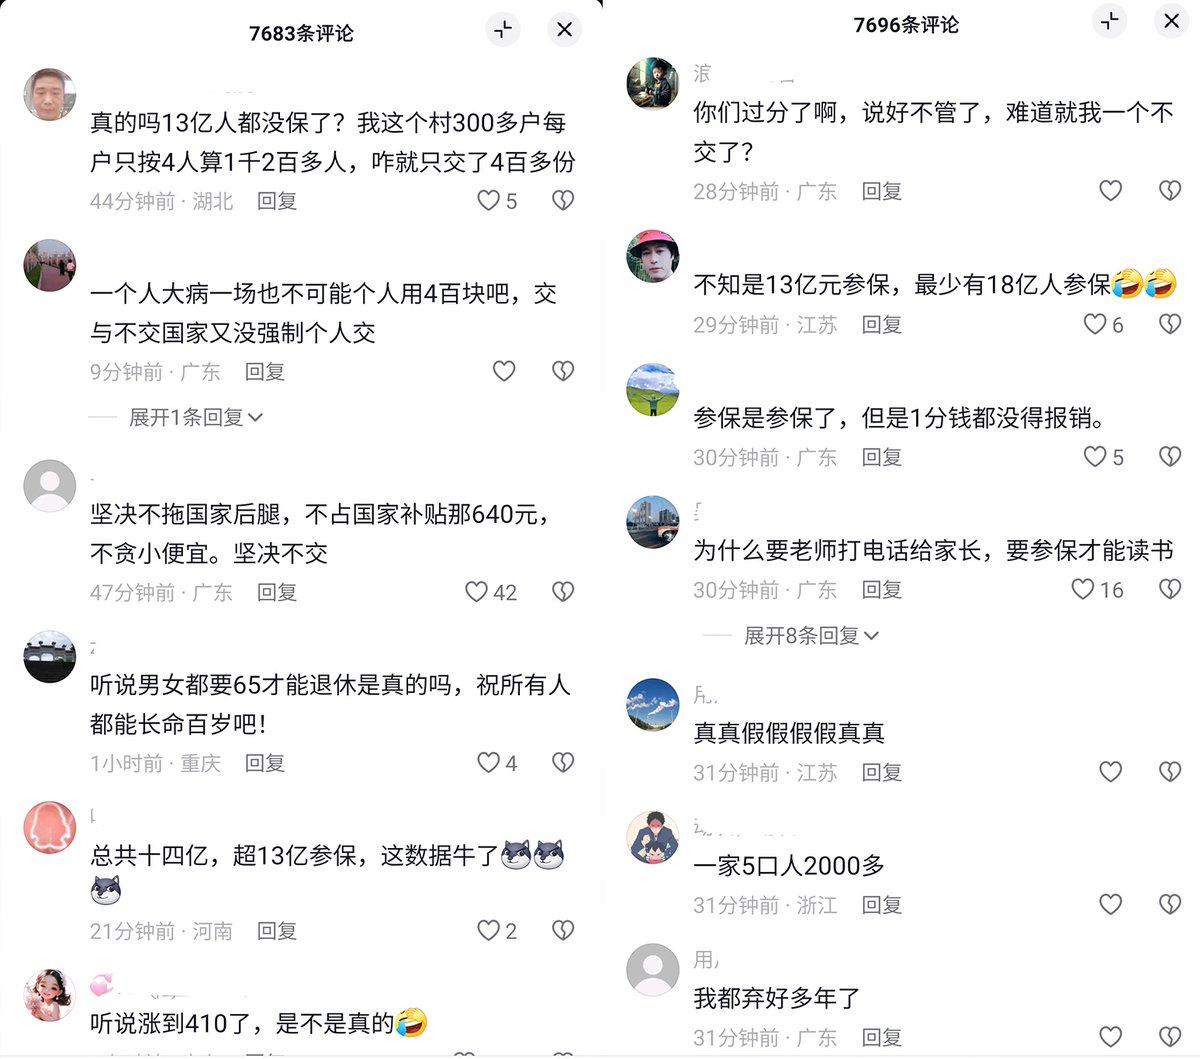 7683条评论
真的吗13亿人都没保了？我这个村300多户每
户只按4人算1千2百多人，咋就只交了4百多份
44分钟前 · 湖北 回复 5
一个人大病一场也不可能个人用4百块吧，交
与不交国家又没强制个人交
9分钟前 · 广东 回复
展开1条回复
坚决不拖国家后腿，不占国家补贴那640元，
不贪小便宜。坚决不交
47分钟前 · 广东 回复 42
听说男女都要65才能退休是真的吗，祝所有人
都能长命百岁吧！
1小时前 · 重庆 回复 4
总共十四亿，超13亿参保，这数据牛了
21分钟前 · 河南 回复 2
听说涨到410了，是不是真的
7696条评论
浪
你们过分了啊，说好不管了，难道就我一个不
交了？
28分钟前 · 广东 回复
不知是13亿元参保，最少有18亿人参保
29分钟前 · 江苏 回复 6
参保是参保了，但是1分钱都没得报销。
30分钟前 · 广东 回复 5
为什么要老师打电话给家长，要参保才能读书
30分钟前 · 广东 回复 16
展开8条回复
真真假假假假真真
31分钟前 · 江苏 回复
一家5口人2000多
31分钟前 · 浙江 回复
用
我都弃好多年了
31分钟前 · 广东 回复